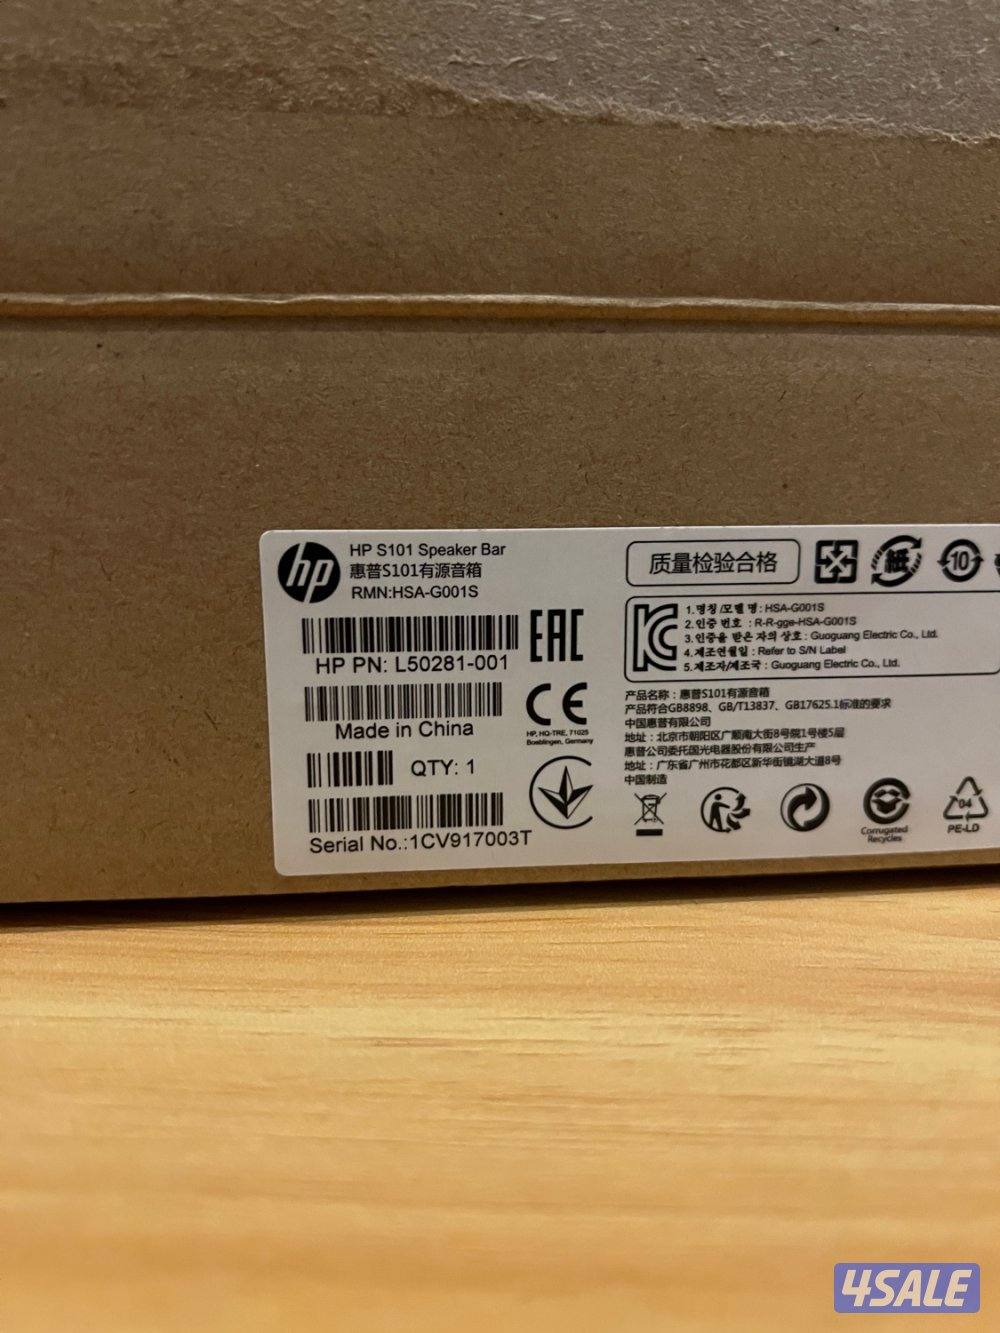 hp
HP S101 Speaker Bar
惠普S101有源音箱
RMN:HSA-G001S
HP PN: L50281-001
Made in China
QTY: 1
Serial No.:1CV917003T
EAC
CE
HP, HQ-TRE, 71025
Boeblingen, Germany
质量检验合格
紙
10
1.명칭/모델 명 : HSA-G001S
2.인증 번호 : R-R-gge-HSA-G001S
3.인증을 받은 자의 상호 : Guoguang Electric Co., Ltd.
4.제조연월일 : Refer to S/N Label
5.제조자/제조국 : Guoguang Electric Co., Ltd.
产品名称：惠普S101有源音箱
产品符合GB8898、GB/T13837、GB17625.1标准的要求
中国惠普有限公司
地址：北京市朝阳区广顺南大街8号院1号楼5层
惠普公司委托国光电器股份有限公司生产
地址：广东省广州市花都区新华街镜湖大道8号
中国制造
Corrugated
Recycles
04
PE-LD
4SALE